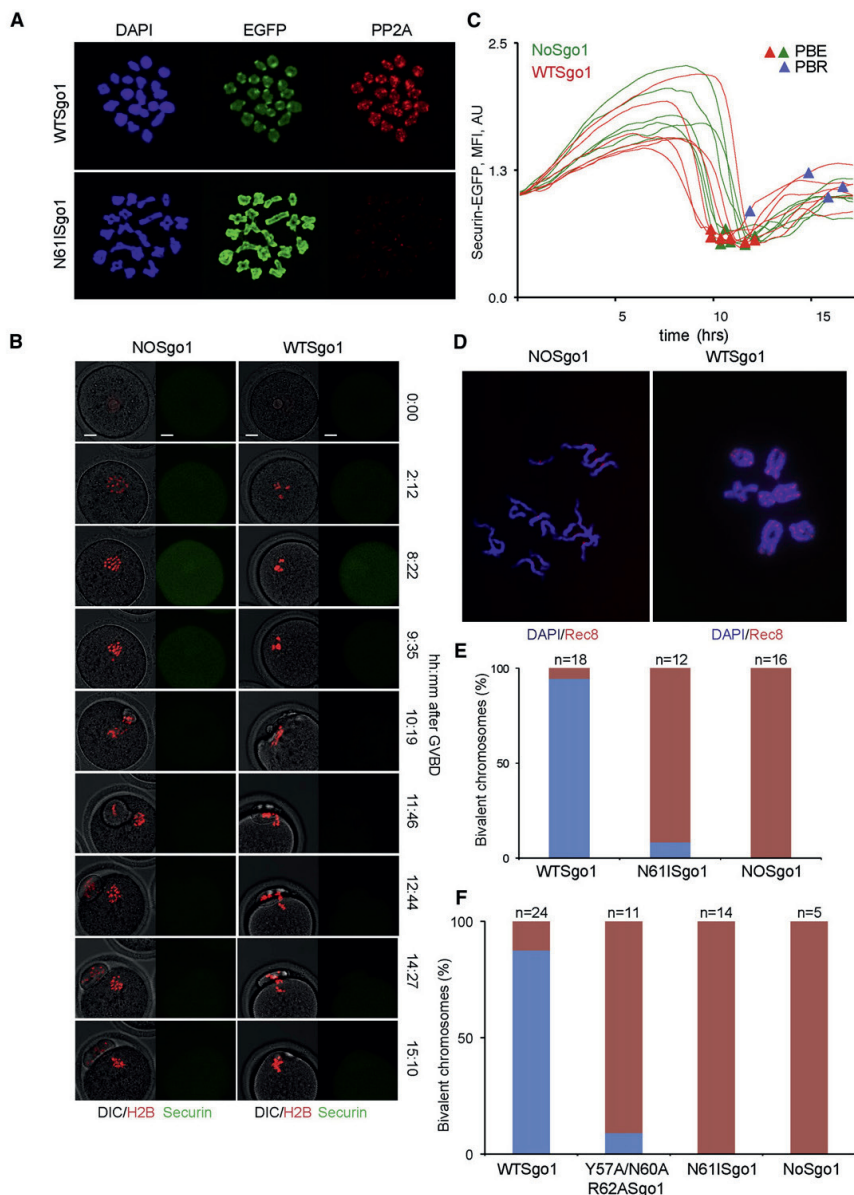 A
DAPI EGFP PP2A
WTSgo1
N61ISgo1
B
NOSgo1 WTSgo1
0:00
2:12
8:22
9:35
10:19
11:46
12:44
14:27
15:10
hh:mm after GVBD
DIC/H2B Securin DIC/H2B Securin
C
NoSgo1
WTSgo1
PBE
PBR
Securin-EGFP, MFI, AU
2.5
1.3
0.0
5 10 15
time (hrs)
D
NOSgo1 WTSgo1
DAPI/Rec8 DAPI/Rec8
E
n=18 n=12 n=16
Bivalent chromosomes (%)
100
50
0
WTSgo1 N61ISgo1 NOSgo1
F
n=24 n=11 n=14 n=5
Bivalent chromosomes (%)
100
50
0
WTSgo1 Y57A/N60A N61ISgo1 NoSgo1
R62ASgo1